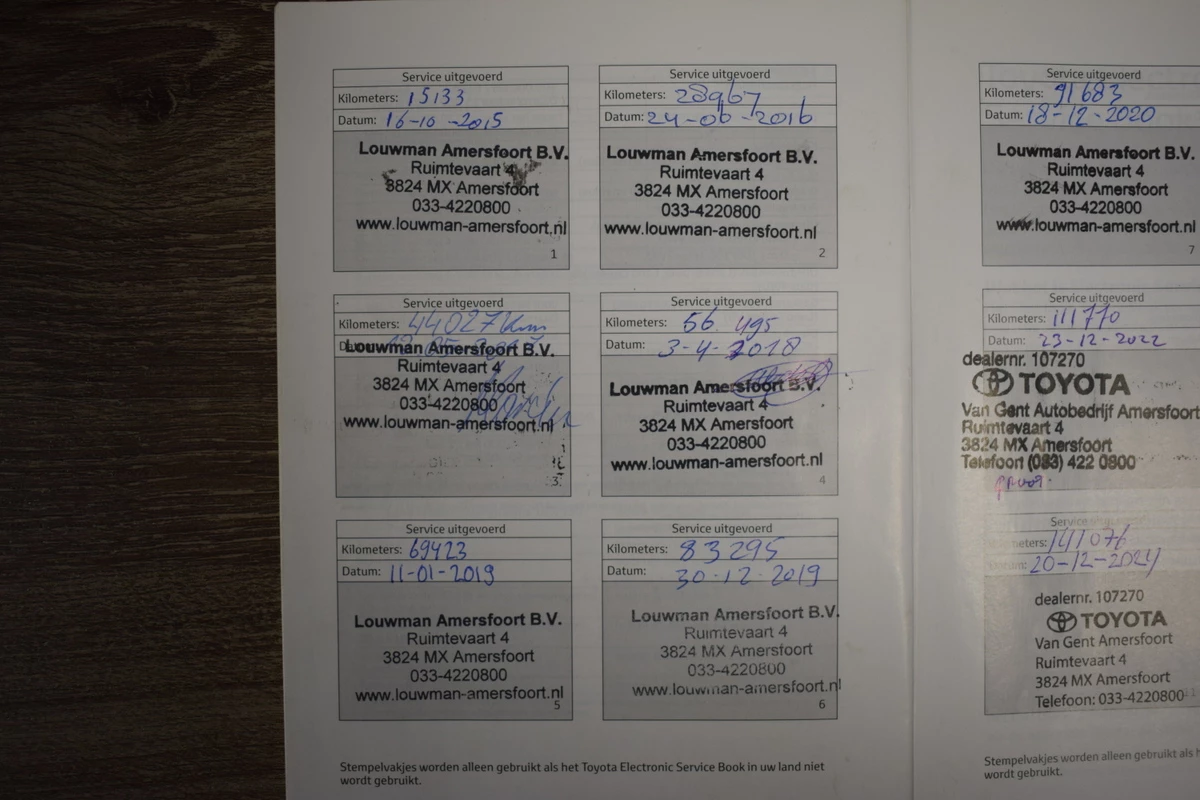 Service uitgevoerd
Kilometers: 15133
Datum: 16-10-2015
Louwman Amersfoort B.V.
Ruimtevaart 4
3824 MX Amersfoort
033-4220800
www.louwman-amersfoort.nl
1
Service uitgevoerd
Kilometers: 28967
Datum: 24-06-2016
Louwman Amersfoort B.V.
Ruimtevaart 4
3824 MX Amersfoort
033-4220800
www.louwman-amersfoort.nl
2
Service uitgevoerd
Kilometers: 44027km
Louwman Amersfoort B.V.
Ruimtevaart 4
3824 MX Amersfoort
033-4220800
www.louwman-amersfoort.nl
3
Service uitgevoerd
Kilometers: 56 495
Datum: 3-4-2018
Louwman Amersfoort B.V.
Ruimtevaart 4
3824 MX Amersfoort
033-4220800
www.louwman-amersfoort.nl
4
Service uitgevoerd
Kilometers: 69423
Datum: 11-01-2019
Louwman Amersfoort B.V.
Ruimtevaart 4
3824 MX Amersfoort
033-4220800
www.louwman-amersfoort.nl
5
Service uitgevoerd
Kilometers: 83295
Datum: 30-12-2019
Louwman Amersfoort B.V.
Ruimtevaart 4
3824 MX Amersfoort
033-4220800
www.louwman-amersfoort.nl
6
Stempelvakjes worden alleen gebruikt als het Toyota Electronic Service Book in uw land niet
wordt gebruikt.
Service uitgevoerd
Kilometers: 91683
Datum: 18-12-2020
Louwman Amersfoort B.V.
Ruimtevaart 4
3824 MX Amersfoort
033-4220800
www.louwman-amersfoort.nl
7
Service uitgevoerd
Kilometers: 111770
Datum: 23-12-2022
dealernr. 107270
TOYOTA
Van Gent Autobedrijf Amersfoort
Ruimtevaart 4
3824 MX Amersfoort
Telefoon (033) 422 0800
Service uitgevoerd
meters: 141076
20-12-2024
dealernr. 107270
TOYOTA
Van Gent Amersfoort
Ruimtevaart 4
3824 MX Amersfoort
Telefoon: 033-4220800
Stempelvakjes worden alleen gebruikt als
wordt gebruikt.